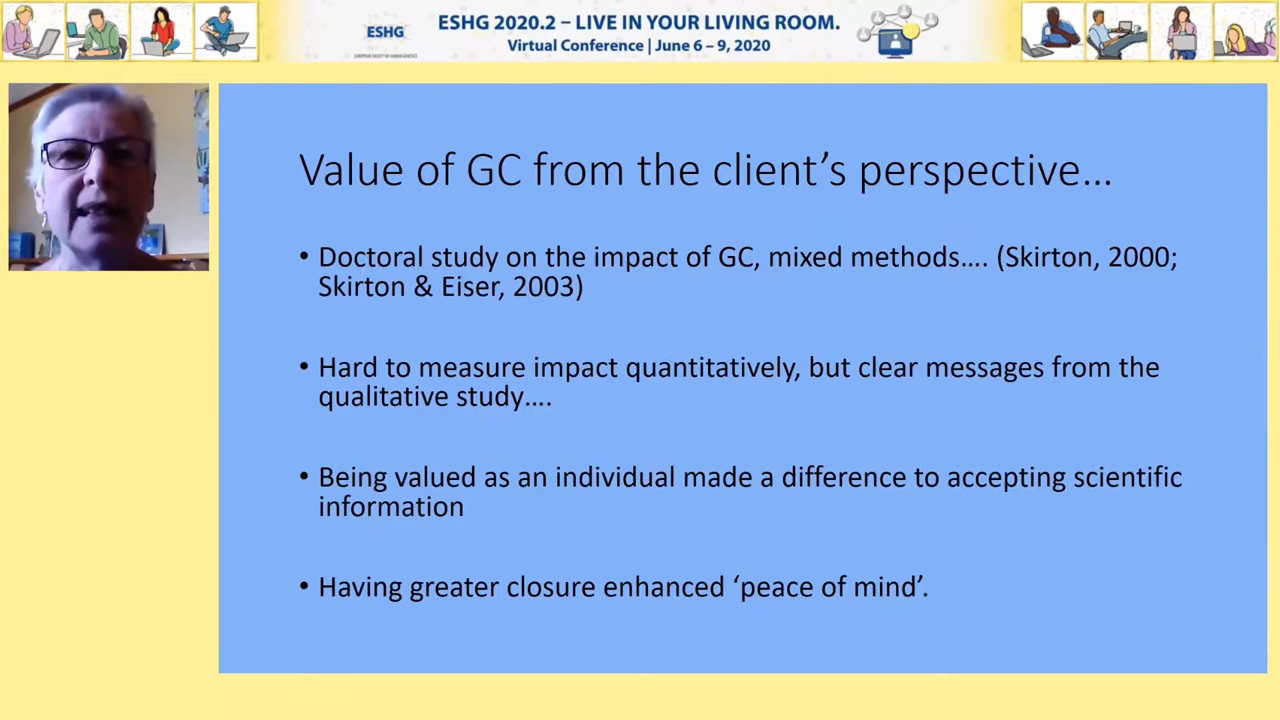 ESHG
ESHG 2020.2 – LIVE IN YOUR LIVING ROOM.
Virtual Conference | June 6 – 9, 2020
Value of GC from the client’s perspective…
• Doctoral study on the impact of GC, mixed methods…. (Skirton, 2000;
Skirton & Eiser, 2003)
• Hard to measure impact quantitatively, but clear messages from the
qualitative study….
• Being valued as an individual made a difference to accepting scientific
information
• Having greater closure enhanced ‘peace of mind’.